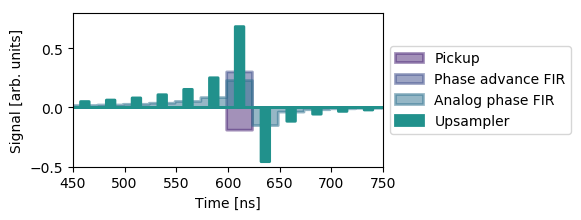 Signal [arb. units]
0.5
0.0
−0.5
450 500 550 600 650 700 750
Time [ns]
Pickup
Phase advance FIR
Analog phase FIR
Upsampler